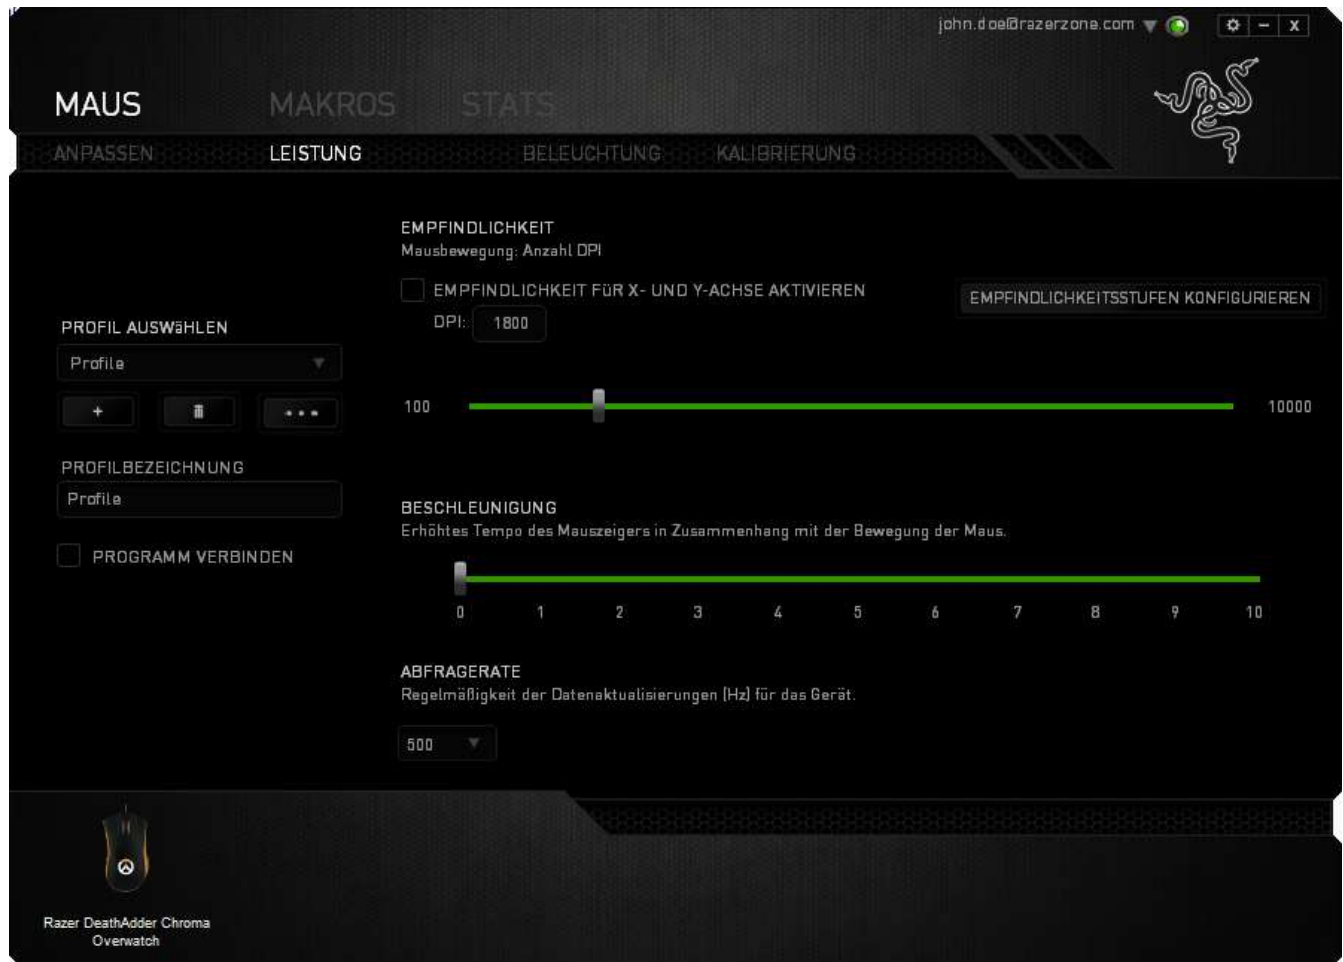 john.doe@razerzone.com
MAUS MAKROS STATS
ANPASSEN LEISTUNG BELEUCHTUNG KALIBRIERUNG
PROFIL AUSWäHLEN
Profile
PROFILBEZEICHNUNG
Profile
PROGRAMM VERBINDEN
EMPFINDLICHKEIT
Mausbewegung: Anzahl DPI
EMPFINDLICHKEIT FüR X- UND Y-ACHSE AKTIVIEREN
EMPFINDLICHKEITSSTUFEN KONFIGURIEREN
DPI: 1800
100 10000
BESCHLEUNIGUNG
Erhöhtes Tempo des Mauszeigers in Zusammenhang mit der Bewegung der Maus.
0 1 2 3 4 5 6 7 8 9 10
ABFRAGERATE
Regelmäßigkeit der Datenaktualisierungen (Hz) für das Gerät.
500
Razer DeathAdder Chroma
Overwatch